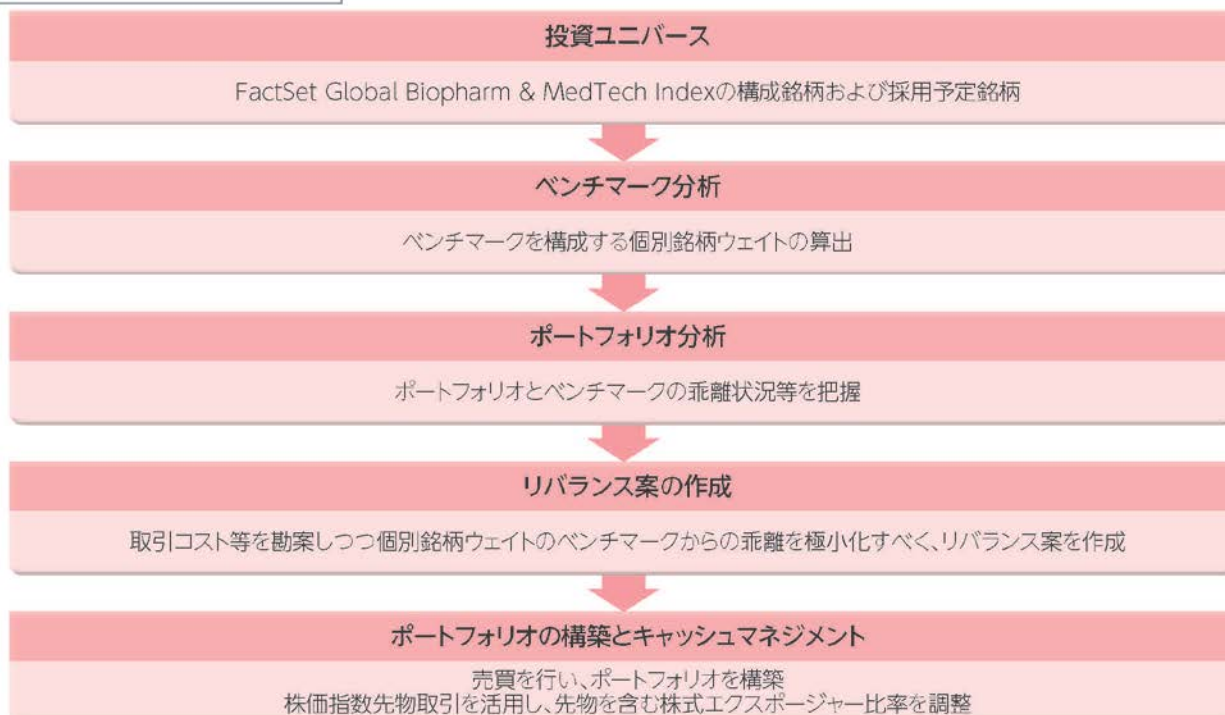 投資ユニバース
FactSet Global Biopharm & MedTech Indexの構成銘柄および採用予定銘柄
ベンチマーク分析
ベンチマークを構成する個別銘柄ウェイトの算出
ポートフォリオ分析
ポートフォリオとベンチマークの乖離状況等を把握
リバランス案の作成
取引コスト等を勘案しつつ個別銘柄ウェイトのベンチマークからの乖離を極小化すべく、リバランス案を作成
ポートフォリオの構築とキャッシュマネジメント
売買を行い、ポートフォリオを構築
株価指数先物取引を活用し、先物を含む株式エクスポージャー比率を調整